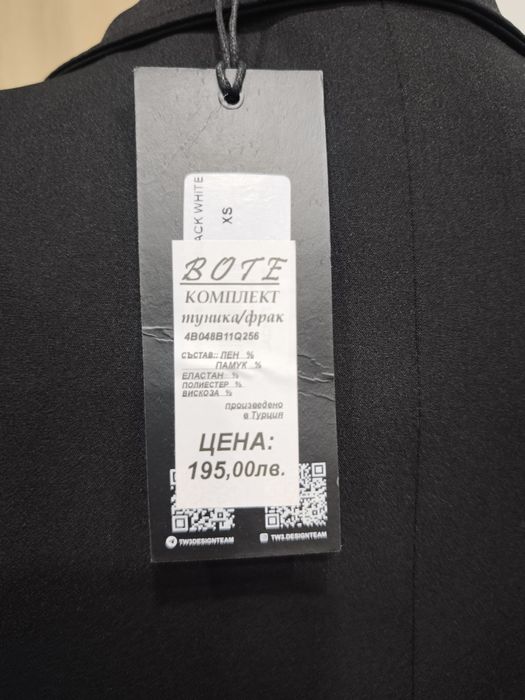 ACK WHITE
XS
BOTE
КОМПЛЕКТ
туника/фрак
4B048B11Q256
СЪСТАВ.: ЛЕН %
ПАМУК %
ЕЛАСТАН %
ПОЛИЕСТЕР %
ВИСКОЗА %
произведено
в Турция
ЦЕНА:
195,00лв.
TW3DESIGNTEAM
TW3.DESIGNTEAM